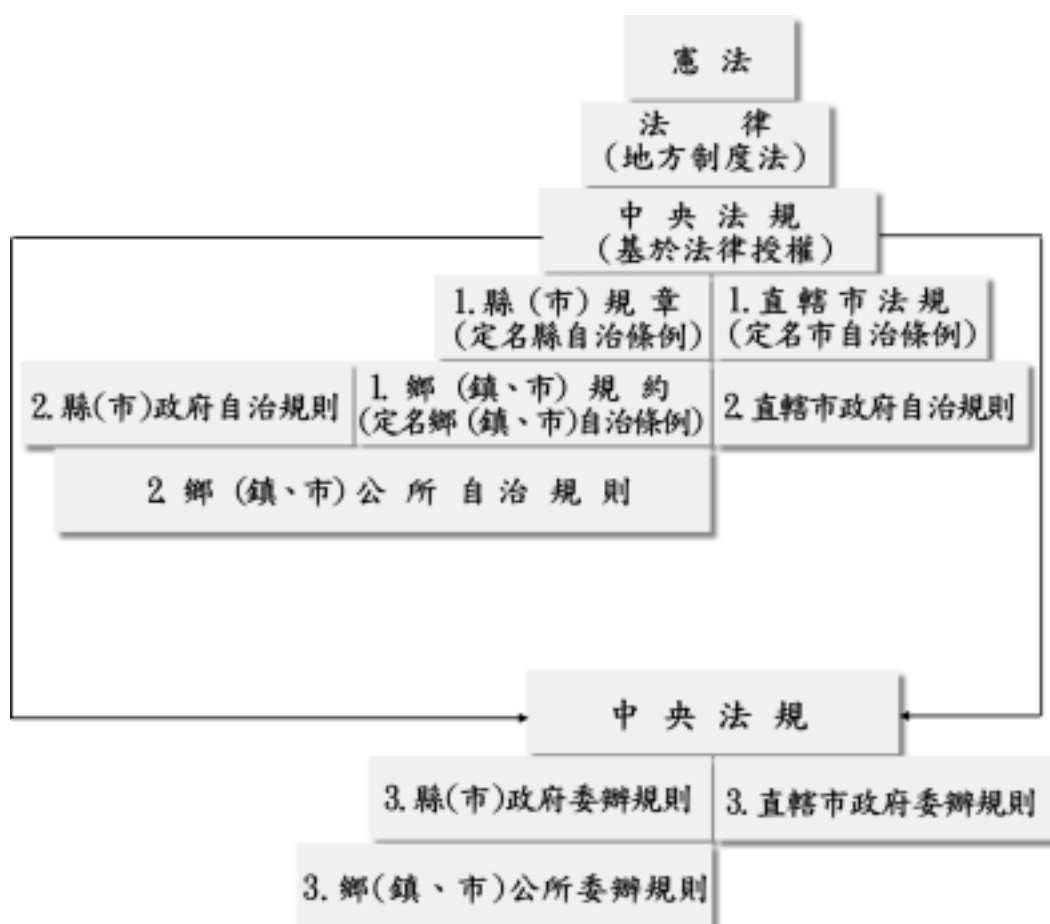 憲 法
法 律
(地方制度法)
中 央 法 規
(基於法律授權)
1.縣 (市) 規 章
(定名縣自治條例)
1.直 轄 市 法 規
(定名市自治條例)
2.縣(市)政府自治規則
1. 鄉 (鎮、市) 規 約
(定名鄉(鎮、市)自治條例)
2.直轄市政府自治規則
2 鄉 (鎮、市) 公 所 自 治 規 則
中 央 法 規
3.縣(市)政府委辦規則
3.直轄市政府委辦規則
3.鄉(鎮、市)公所委辦規則